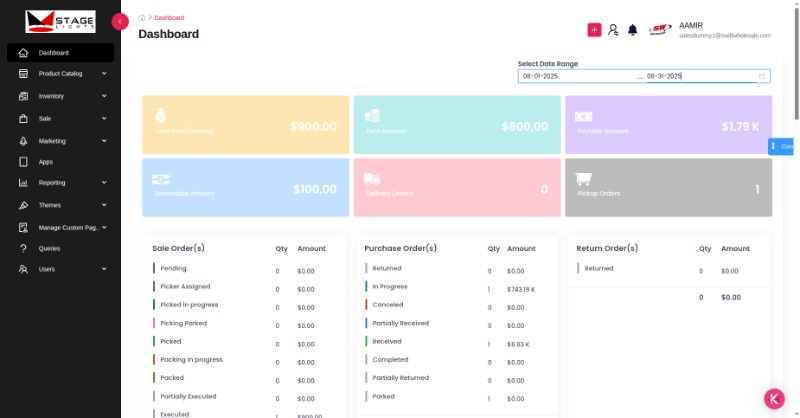 STAGE
LIGHTS
Dashboard
Product Catalog
Inventory
Sale
Marketing
Apps
Reporting
Themes
Manage Custom Pag..
Queries
Users
Dashboard
Dashboard
AAMIR
salesdummy1@swiftwholesale.com
Select Date Range
08-01-2025 → 08-31-2025
$900.00
Paid Amount $800.00
Payable Amount $1.79 K
Receivable Amount $100.00
Delivery Orders 0
Pickup Orders 1
Sale Order(s) Qty Amount
Pending 0 $0.00
Picker Assigned 0 $0.00
Picked in progress 0 $0.00
Picking Parked 0 $0.00
Picked 0 $0.00
Packing in progress 0 $0.00
Packed 0 $0.00
Partially Executed 0 $0.00
Executed 1 $900.00
Purchase Order(s) Qty Amount
Returned 0 $0.00
In Progress 1 $743.19 K
Canceled 0 $0.00
Partially Received 0 $0.00
Received 1 $6.63 K
Completed 0 $0.00
Partially Returned 0 $0.00
Parked 1 $0.00
Return Order(s) Qty Amount
Returned 0 $0.00
0 $0.00